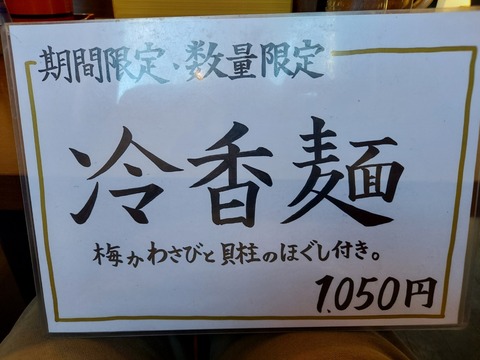 期間限定・数量限定
冷香麺
梅かわさびと貝柱のほぐし付き。
1,050円